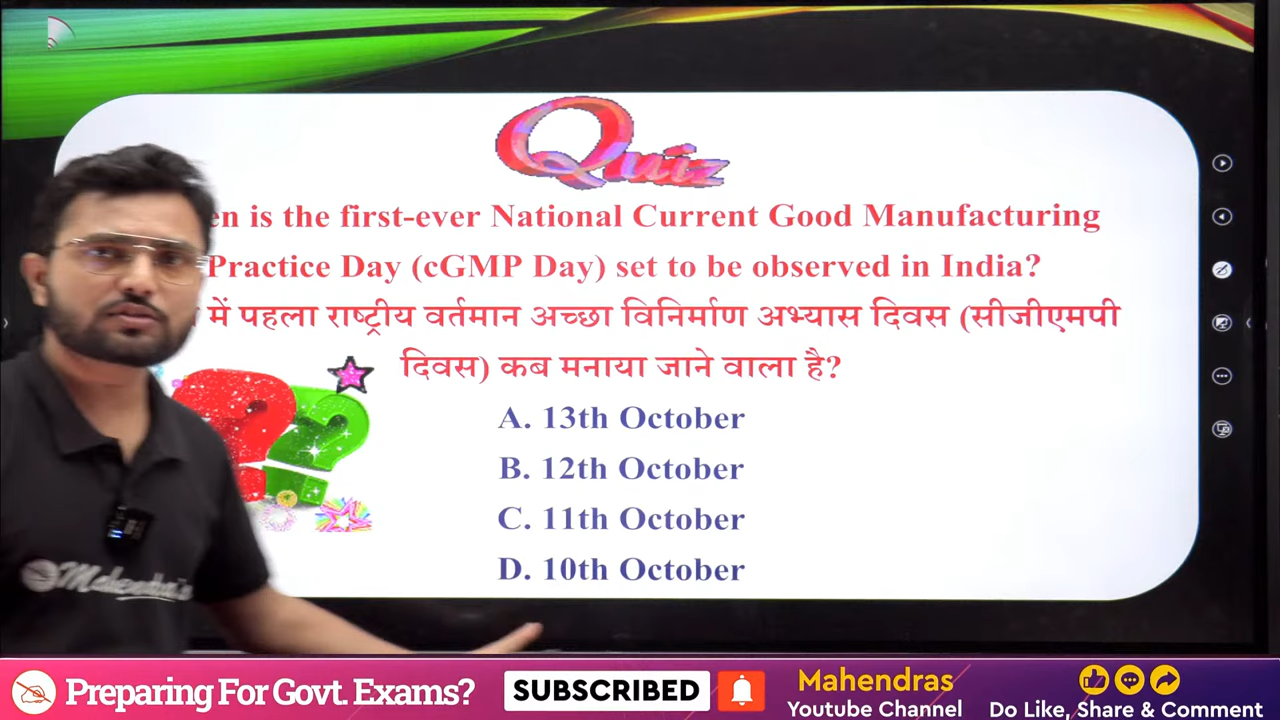 Quiz
en is the first-ever National Current Good Manufacturing
Practice Day (cGMP Day) set to be observed in India?
में पहला राष्ट्रीय वर्तमान अच्छा विनिर्माण अभ्यास दिवस (सीजीएमपी
दिवस) कब मनाया जाने वाला है?
A. 13th October
B. 12th October
C. 11th October
D. 10th October
Mahendra's
Preparing For Govt. Exams?
SUBSCRIBED
Mahendras
Youtube Channel
Do Like, Share & Comment